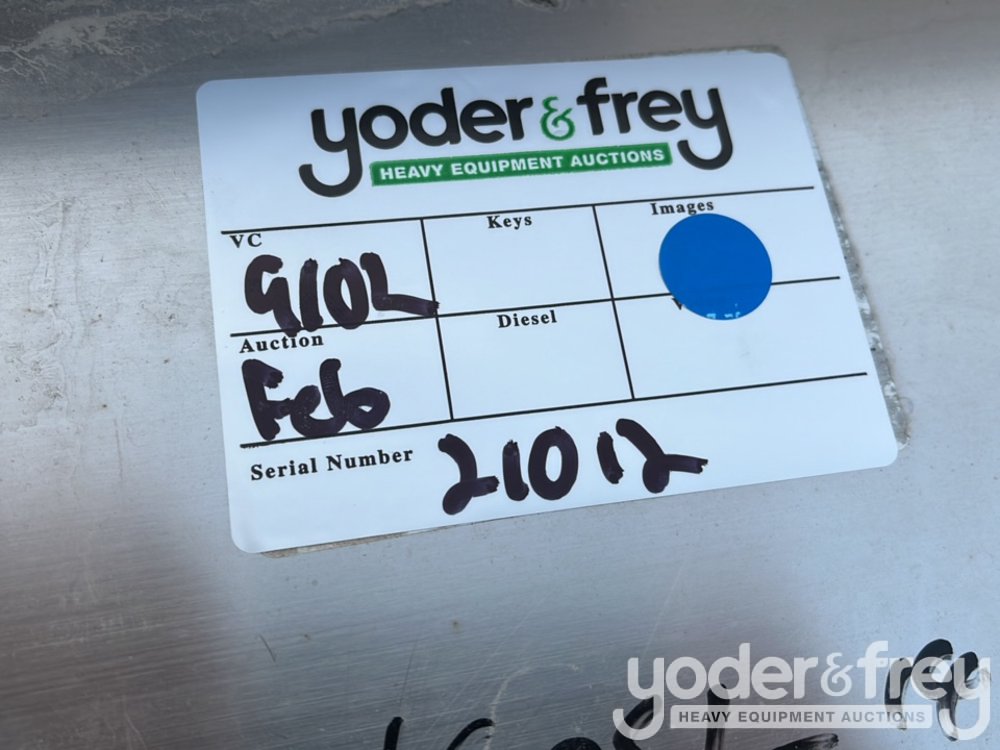 yoder & frey
HEAVY EQUIPMENT AUCTIONS
VC Keys Images
9102
Auction Diesel
Feb
Serial Number 21012
yoder & frey
HEAVY EQUIPMENT AUCTIONS